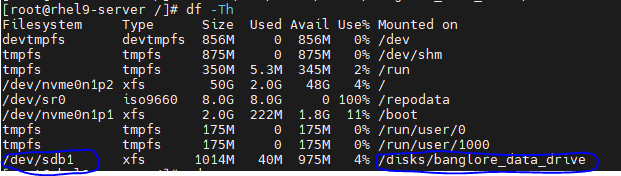 [root@rhel9-server /]# df -Th
Filesystem Type Size Used Avail Use% Mounted on
devtmpfs devtmpfs 856M 0 856M 0% /dev
tmpfs tmpfs 875M 0 875M 0% /dev/shm
tmpfs tmpfs 350M 5.3M 345M 2% /run
/dev/nvme0n1p2 xfs 50G 2.0G 48G 4% /
/dev/sr0 iso9660 8.0G 8.0G 0 100% /repodata
/dev/nvme0n1p1 xfs 2.0G 222M 1.8G 11% /boot
tmpfs tmpfs 175M 0 175M 0% /run/user/0
tmpfs tmpfs 175M 0 175M 0% /run/user/1000
/dev/sdb1 xfs 1014M 40M 975M 4% /disks/banglore_data_drive